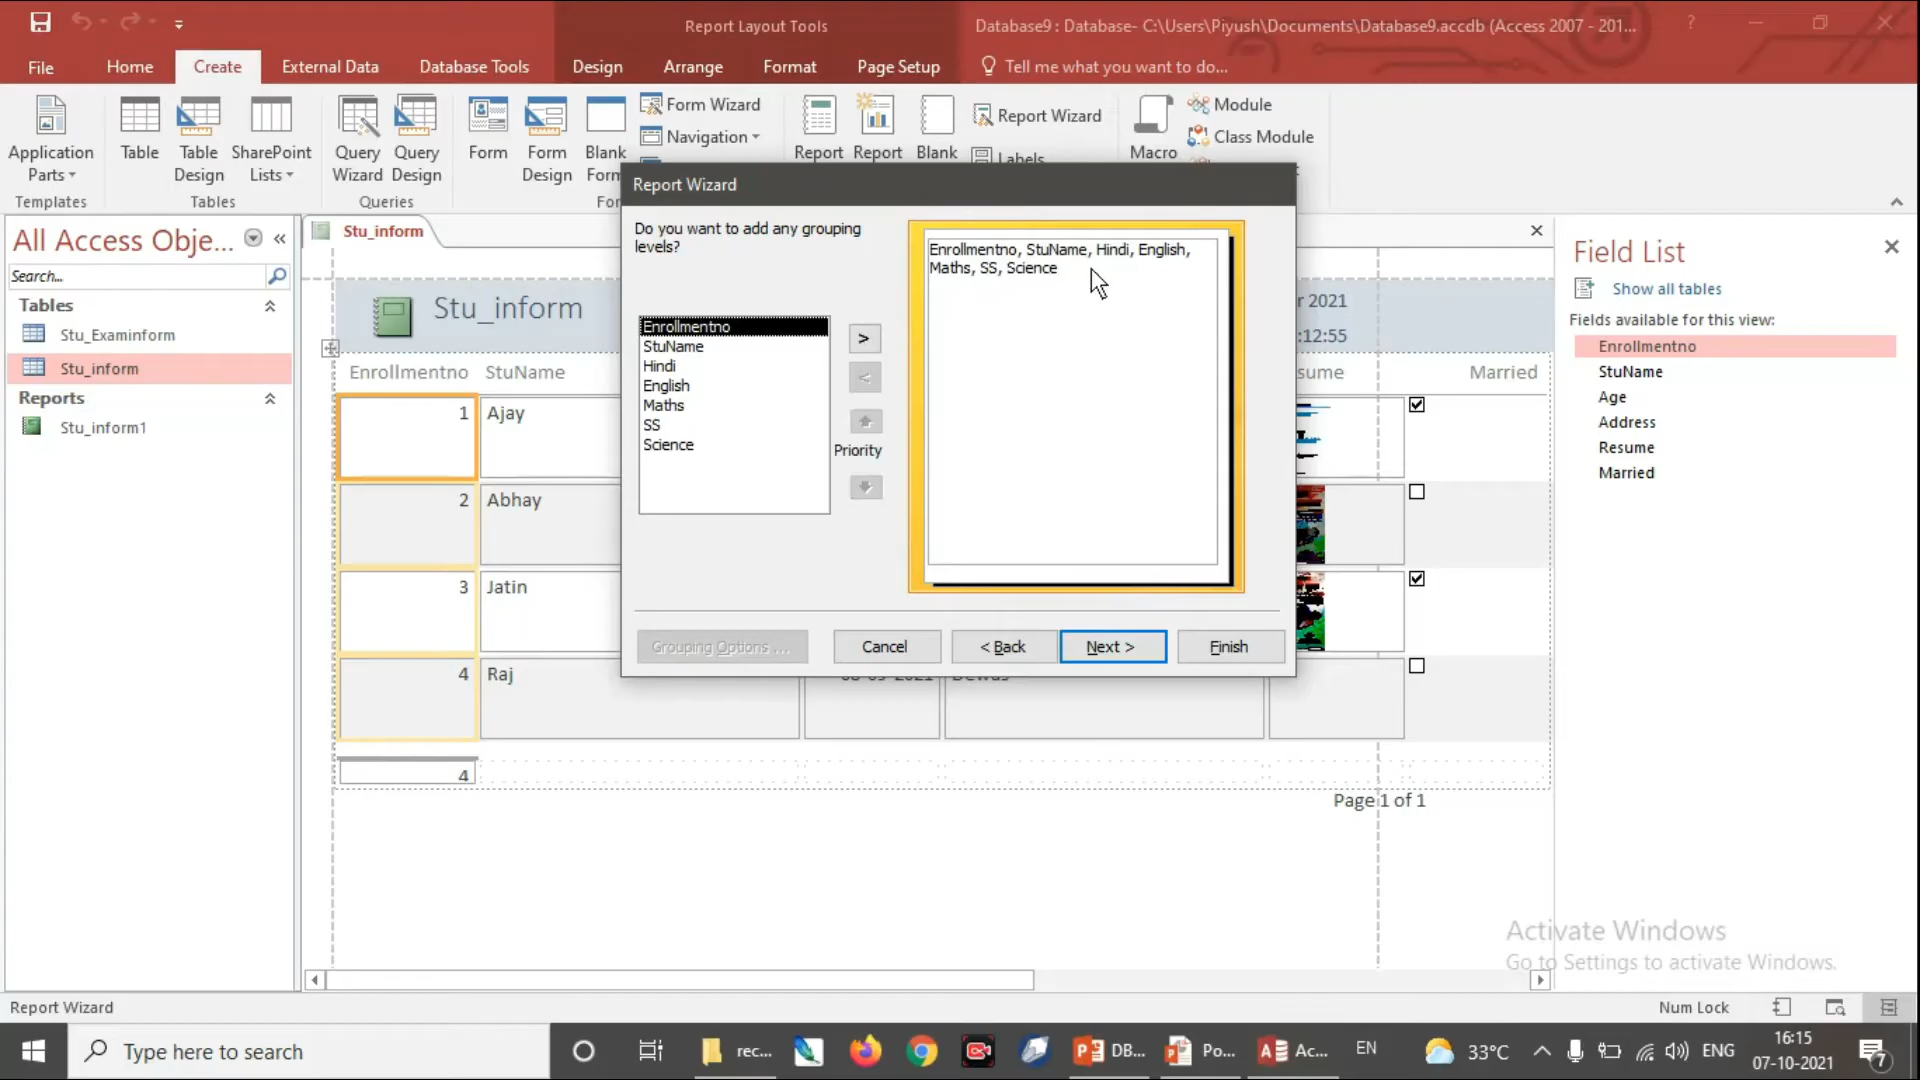 Report Layout Tools
Database9 : Database- C:\Users\Piyush\Documents\Database9.accdb (Access 2007 - 201...
?
File
Home
Create
External Data
Database Tools
Design
Arrange
Format
Page Setup
Tell me what you want to do...
Application Parts
Table
Table Design
SharePoint Lists
Query Wizard
Query Design
Form
Form Design
Blank
Form Wizard
Navigation
Report
Report
Blank
Report Wizard
Labels
Macro
Module
Class Module
Templates
Tables
Queries
All Access Obje...
Search...
Tables
Stu_Examinform
Stu_inform
Reports
Stu_inform1
Stu_inform
Stu_inform
r 2021
:12:55
Enrollmentno StuName
sume
Married
1 Ajay
2 Abhay
3 Jatin
4 Raj
4
Page 1 of 1
Report Wizard
Do you want to add any grouping
levels?
Enrollmentno
StuName
Hindi
English
Maths
SS
Science
>
<
Priority
Enrollmentno, StuName, Hindi, English,
Maths, SS, Science
Grouping Options ...
Cancel
< Back
Next >
Finish
Field List
Show all tables
Fields available for this view:
Enrollmentno
StuName
Age
Address
Resume
Married
Activate Windows
Go to Settings to activate Windows.
Report Wizard
Num Lock
Type here to search
rec...
DB...
Po...
Ac...
EN
33°C
ENG
16:15
07-10-2021
7